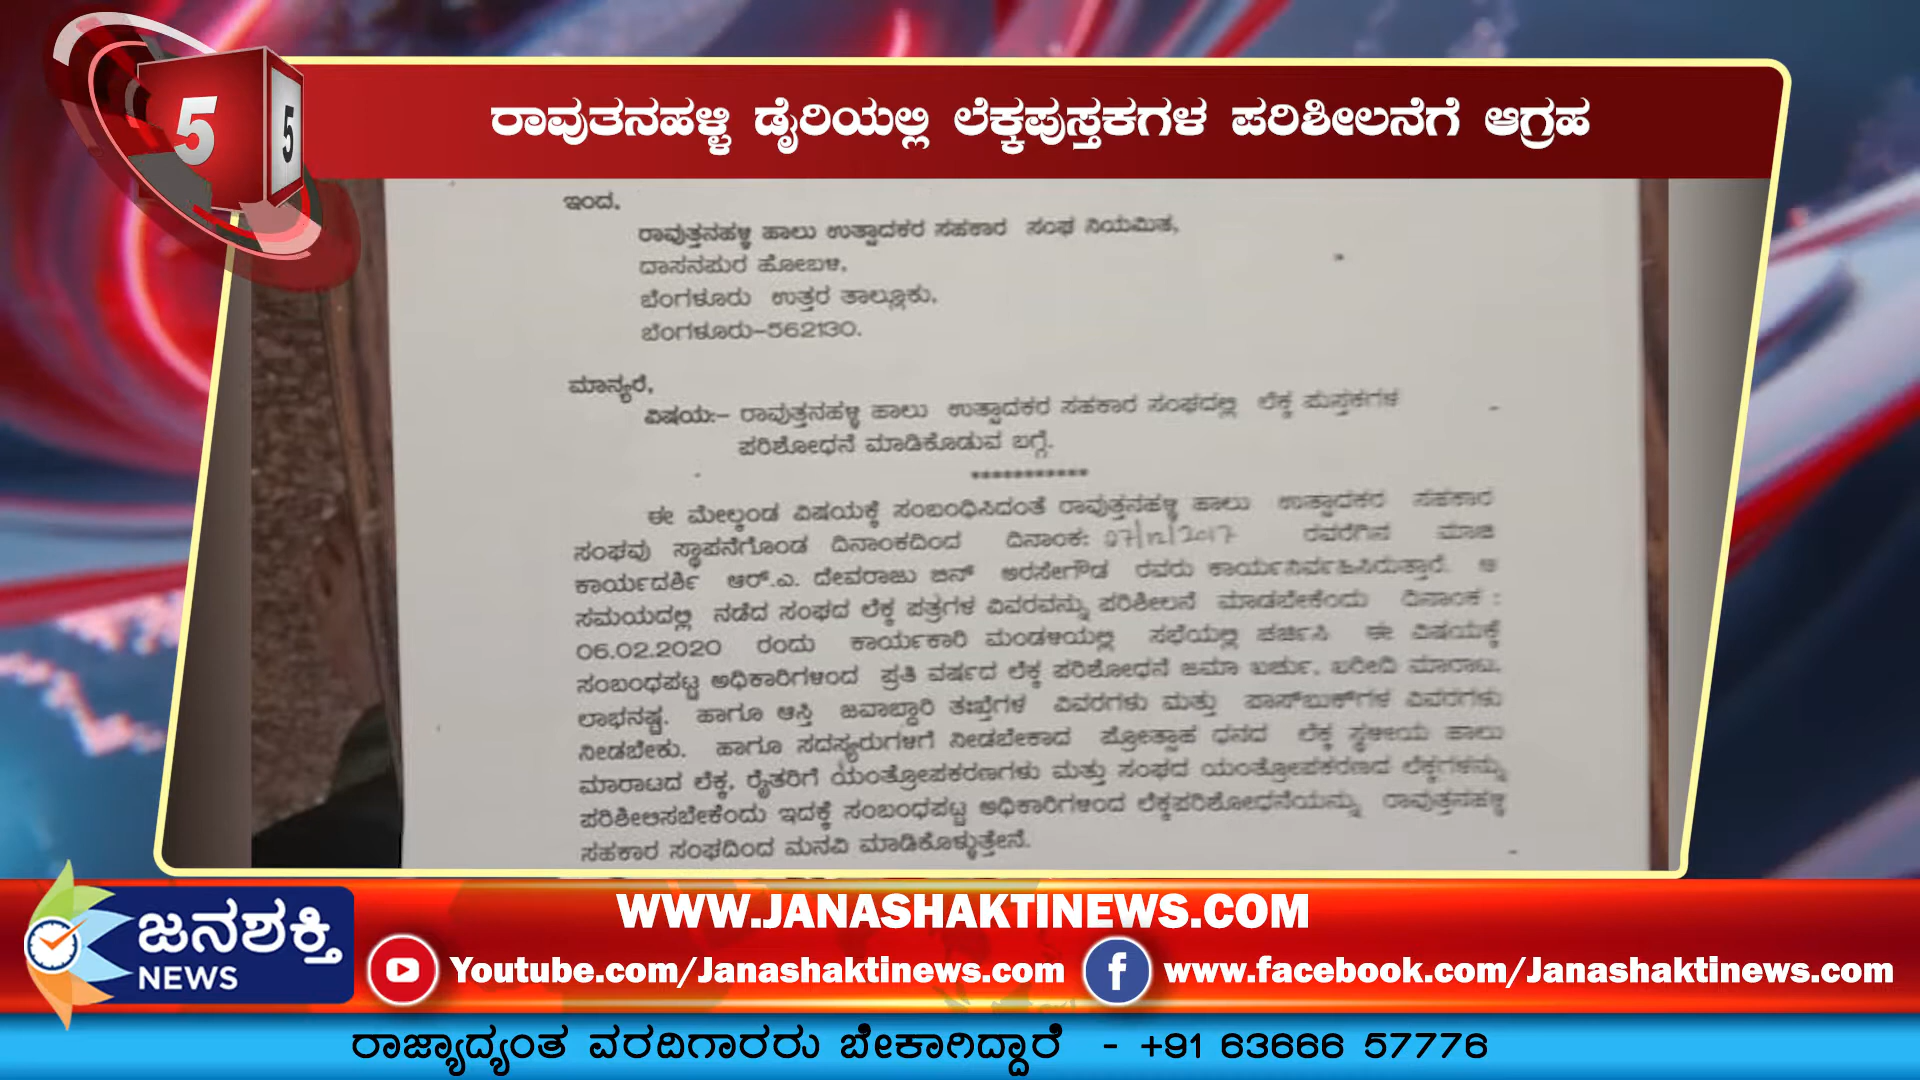 5
5
ರಾವುತನಹಳ್ಳಿ ಡೈರಿಯಲ್ಲಿ ಲೆಕ್ಕಪುಸ್ತಕಗಳ ಪರಿಶೀಲನೆಗೆ ಆಗ್ರಹ
ಇಂದ,
ರಾವುತ್ತನಹಳ್ಳಿ ಹಾಲು ಉತ್ಪಾದಕರ ಸಹಕಾರ ಸಂಘ ನಿಯಮಿತ,
ದಾಸನಪುರ ಹೋಬಳಿ,
ಬೆಂಗಳೂರು ಉತ್ತರ ತಾಲ್ಲೂಕು,
ಬೆಂಗಳೂರು-562130.
ಮಾನ್ಯರೆ,
ವಿಷಯ:- ರಾವುತ್ತನಹಳ್ಳಿ ಹಾಲು ಉತ್ಪಾದಕರ ಸಹಕಾರ ಸಂಘದಲ್ಲಿ ಲೆಕ್ಕ ಪುಸ್ತಕಗಳ
ಪರಿಶೋಧನೆ ಮಾಡಿಕೊಡುವ ಬಗ್ಗೆ.
***********
ಈ ಮೇಲ್ಕಂಡ ವಿಷಯಕ್ಕೆ ಸಂಬಂಧಿಸಿದಂತೆ ರಾವುತ್ತನಹಳ್ಳಿ ಹಾಲು ಉತ್ಪಾದಕರ ಸಹಕಾರ
ಸಂಘವು ಸ್ಥಾಪನೆಗೊಂಡ ದಿನಾಂಕದಿಂದ ದಿನಾಂಕ: 07/12/2017 ರವರೆಗಿನ ಮಾಜಿ
ಕಾರ್ಯದರ್ಶಿ ಆರ್.ಎ. ದೇವರಾಜು ಬಿನ್ ಅರಸೇಗೌಡ ರವರು ಕಾರ್ಯನಿರ್ವಹಿಸಿರುತ್ತಾರೆ. ಆ
ಸಮಯದಲ್ಲಿ ನಡೆದ ಸಂಘದ ಲೆಕ್ಕ ಪತ್ರಗಳ ವಿವರವನ್ನು ಪರಿಶೀಲನೆ ಮಾಡಬೇಕೆಂದು ದಿನಾಂಕ :
06.02.2020 ರಂದು ಕಾರ್ಯಕಾರಿ ಮಂಡಳಿಯಲ್ಲಿ ಸಭೆಯಲ್ಲಿ ಚರ್ಚಿಸಿ ಈ ವಿಷಯಕ್ಕೆ
ಸಂಬಂಧಪಟ್ಟ ಅಧಿಕಾರಿಗಳಿಂದ ಪ್ರತಿ ವರ್ಷದ ಲೆಕ್ಕ ಪರಿಶೋಧನೆ ಜಮಾ ಖರ್ಚು, ಖರೀದಿ ಮಾರಾಟ,
ಲಾಭನಷ್ಟ, ಹಾಗೂ ಆಸ್ತಿ ಜವಾಬ್ದಾರಿ ತಃಖ್ತೆಗಳ ವಿವರಗಳು ಮತ್ತು ಪಾಸ್‌ಬುಕ್‌ಗಳ ವಿವರಗಳು
ನೀಡಬೇಕು. ಹಾಗೂ ಸದಸ್ಯರುಗಳಿಗೆ ನೀಡಬೇಕಾದ ಪ್ರೋತ್ಸಾಹ ಧನದ ಲೆಕ್ಕ ಸ್ಥಳೀಯ ಹಾಲು
ಮಾರಾಟದ ಲೆಕ್ಕ, ರೈತರಿಗೆ ಯಂತ್ರೋಪಕರಣಗಳು ಮತ್ತು ಸಂಘದ ಯಂತ್ರೋಪಕರಣದ ಲೆಕ್ಕಗಳನ್ನು
ಪರಿಶೀಲಿಸಬೇಕೆಂದು ಇದಕ್ಕೆ ಸಂಬಂಧಪಟ್ಟ ಅಧಿಕಾರಿಗಳಿಂದ ಲೆಕ್ಕಪರಿಶೋಧನೆಯನ್ನು ರಾವುತ್ತನಹಳ್ಳಿ
ಸಹಕಾರ ಸಂಘದಿಂದ ಮನವಿ ಮಾಡಿಕೊಳ್ಳುತ್ತೇನೆ.
ಜನಶಕ್ತಿ
NEWS
WWW.JANASHAKTINEWS.COM
Youtube.com/Janashaktinews.com
www.facebook.com/Janashaktinews.com
ರಾಜ್ಯಾದ್ಯಂತ ವರದಿಗಾರರು ಬೇಕಾಗಿದ್ದಾರೆ - +91 63666 57776